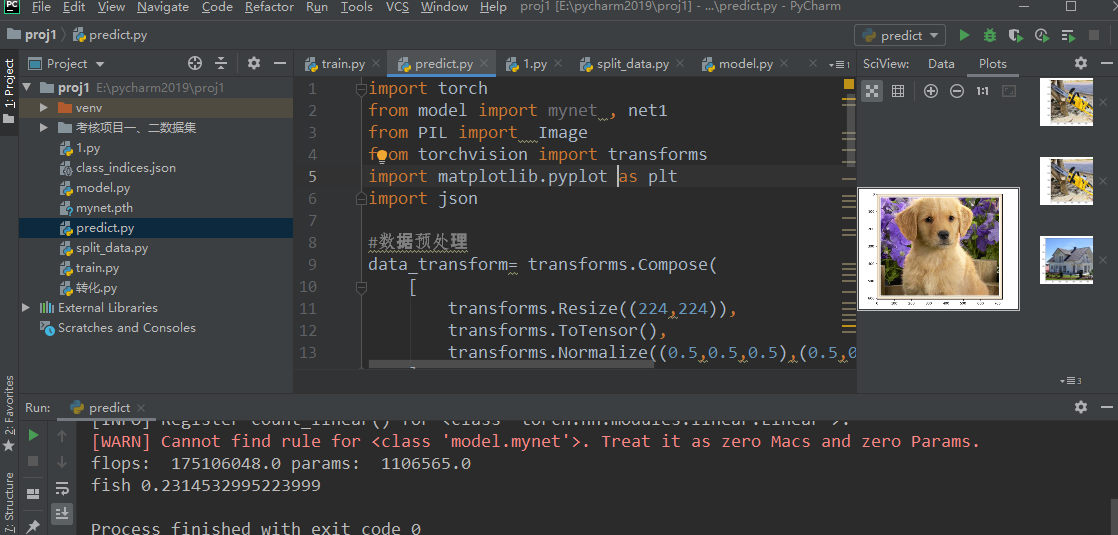 PC File Edit View Navigate Code Refactor Run Tools VCS Window Help proj1 [E:\pycharm2019\proj1] - ...\predict.py - PyCharm
proj1 predict.py predict
1: Project
Project
proj1 E:\pycharm2019\proj1
venv
考核项目一、二数据集
1.py
class_indices.json
model.py
mynet.pth
predict.py
split_data.py
train.py
转化.py
External Libraries
Scratches and Consoles
train.py predict.py 1.py split_data.py model.py 1
1 import torch
2 from model import mynet , net1
3 from PIL import Image
4 from torchvision import transforms
5 import matplotlib.pyplot as plt
6 import json
7
8 #数据预处理
9 data_transform= transforms.Compose(
10 [
11 transforms.Resize((224,224)),
12 transforms.ToTensor(),
13 transforms.Normalize((0.5,0.5,0.5),(0.5,0
SciView: Data Plots
1:1
3
2: Favorites
7: Structure
Run: predict
[INFO] Register count_linear() for <class 'torch.nn.modules.linear.Linear'>.
[WARN] Cannot find rule for <class 'model.mynet'>. Treat it as zero Macs and zero Params.
flops: 175106048.0 params: 1106565.0
fish 0.2314532995223999
Process finished with exit code 0